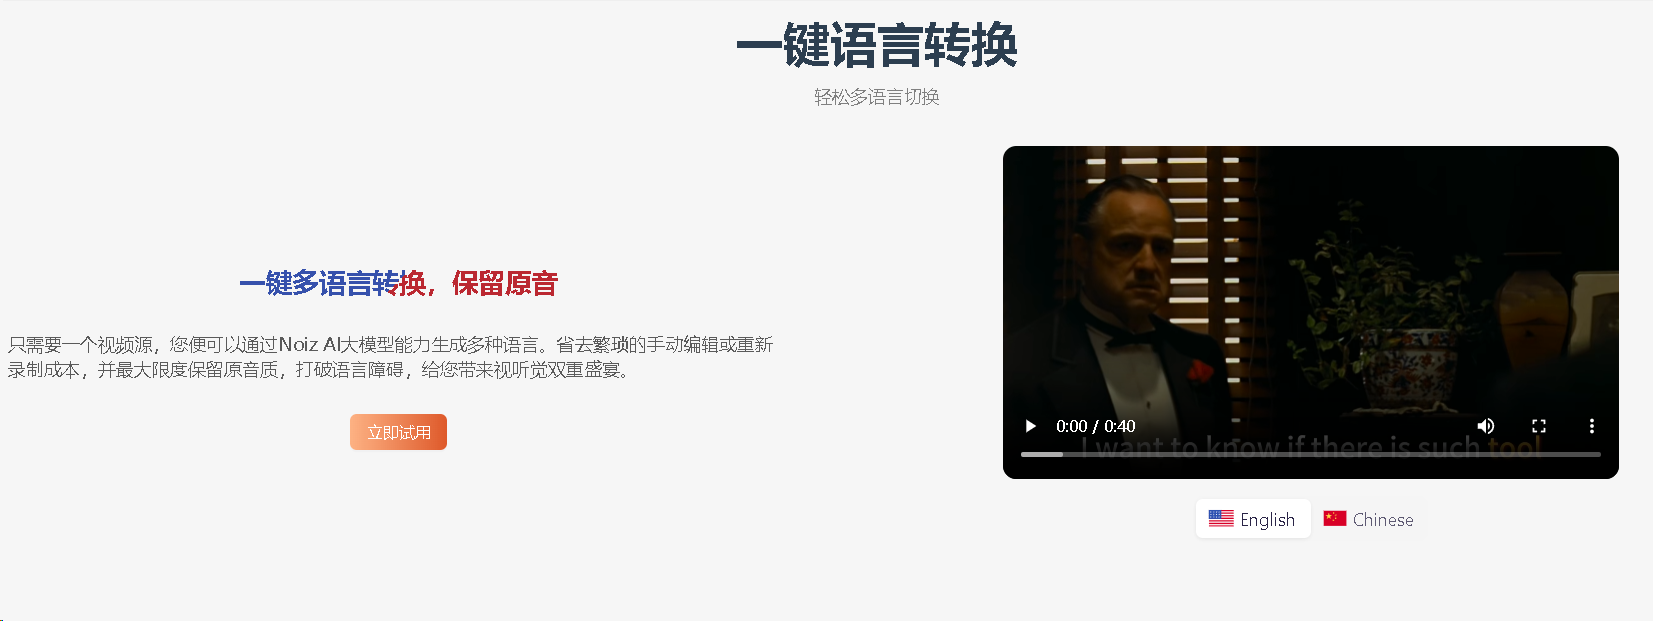 一键语言转换
轻松多语言切换
一键多语言转换，保留原音
只需要一个视频源，您便可以通过Noiz AI大模型能力生成多种语言。省去繁琐的手动编辑或重新
录制成本，并最大限度保留原音质，打破语言障碍，给您带来视听觉双重盛宴。
立即试用
0:00 / 0:40
I want to know if there is such tool
English
Chinese